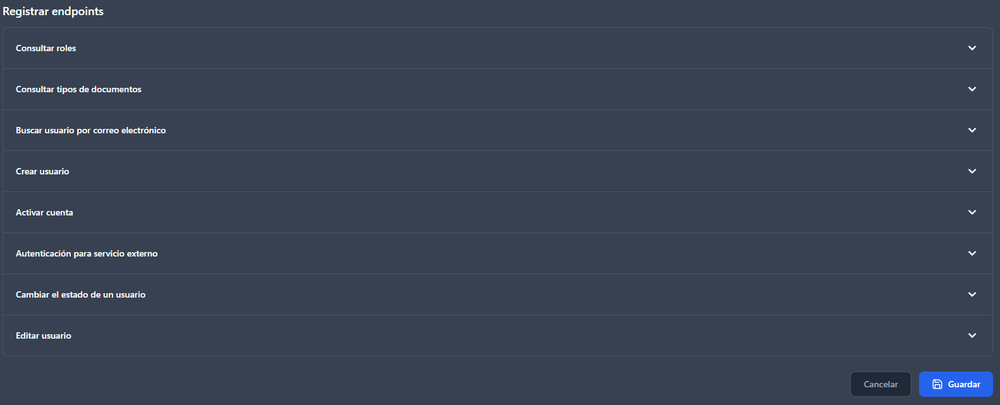 Registrar endpoints
Consultar roles
Consultar tipos de documentos
Buscar usuario por correo electrónico
Crear usuario
Activar cuenta
Autenticación para servicio externo
Cambiar el estado de un usuario
Editar usuario
Cancelar
Guardar